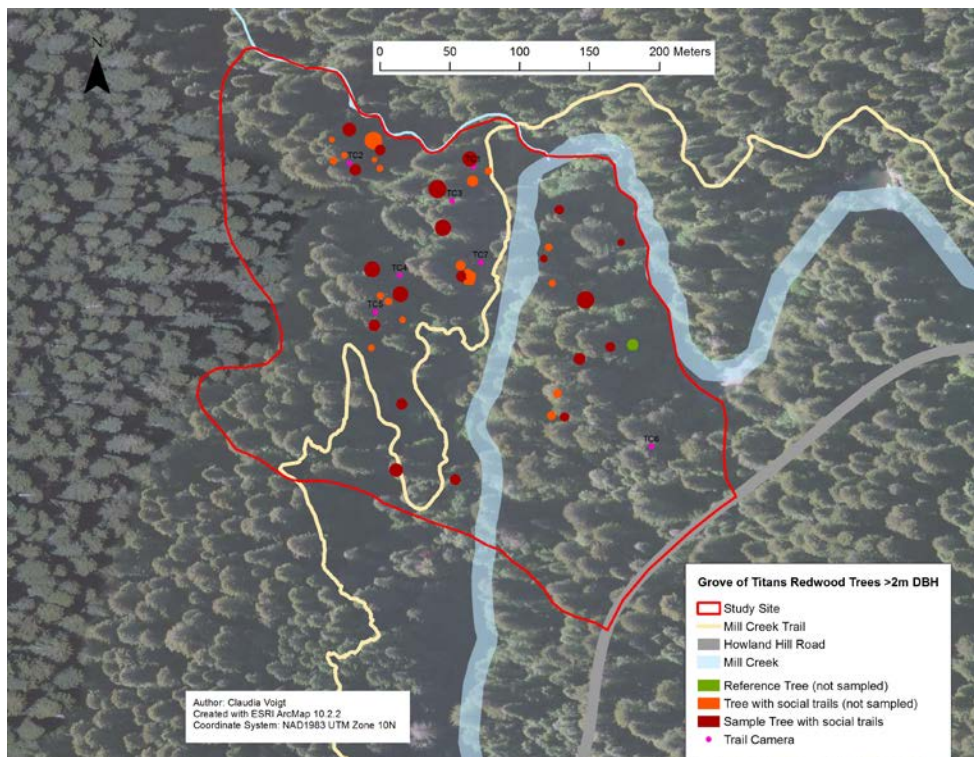 N
0 50 100 150 200 Meters
TC2
TC3
TC7
TC4
TC5
TC6
Grove of Titans Redwood Trees >2m DBH
Study Site
Mill Creek Trail
Howland Hill Road
Mill Creek
Reference Tree (not sampled)
Tree with social trails (not sampled)
Sample Tree with social trails
Trail Camera
Author: Claudia Voigt
Created with ESRI ArcMap 10.2.2
Coordinate System: NAD1983 UTM Zone 10N